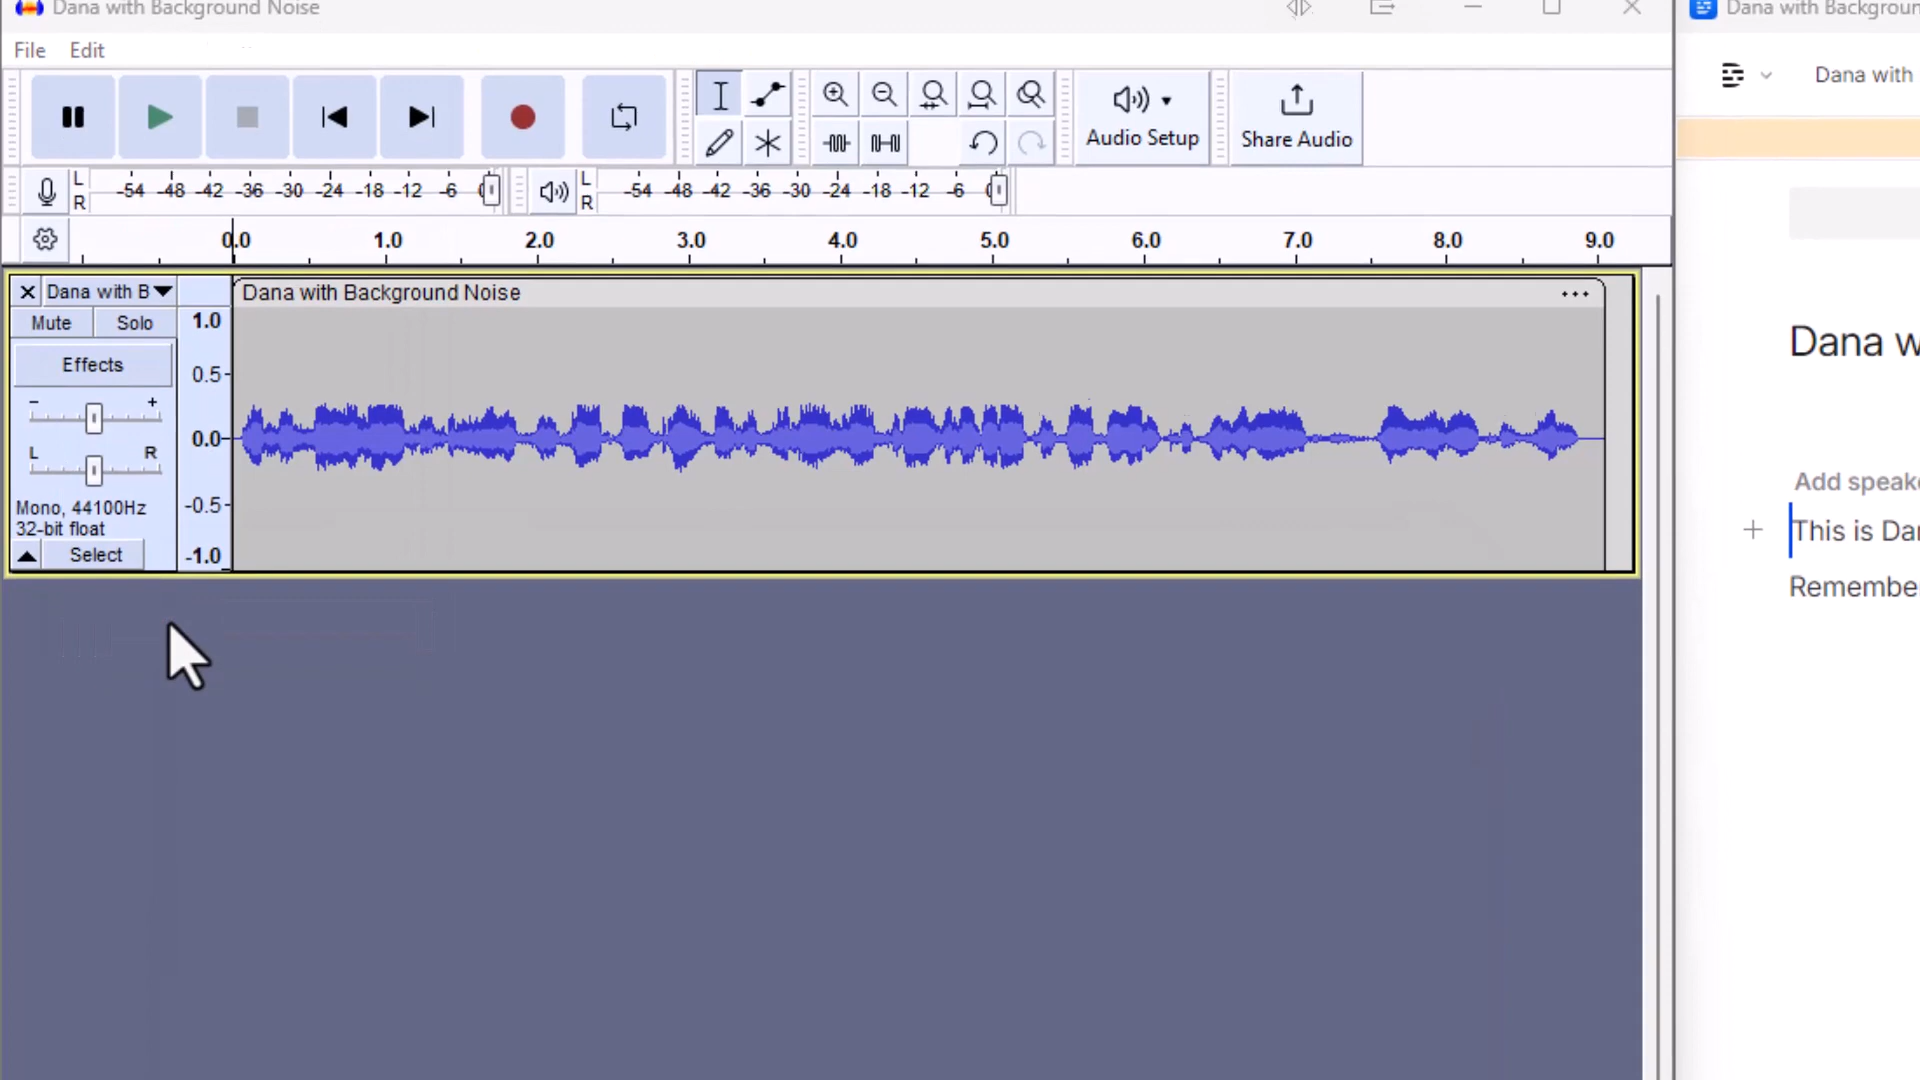 Dana with Background Noise
File Edit
Audio Setup
Share Audio
L
R
-54 -48 -42 -36 -30 -24 -18 -12 -6
L
R
-54 -48 -42 -36 -30 -24 -18 -12 -6
0.0 1.0 2.0 3.0 4.0 5.0 6.0 7.0 8.0 9.0
Dana with B
Dana with Background Noise
Mute Solo
Effects
- +
L R
Mono, 44100Hz
32-bit float
Select
1.0
0.5
0.0
-0.5
-1.0
Dana with
Dana
Add
This is